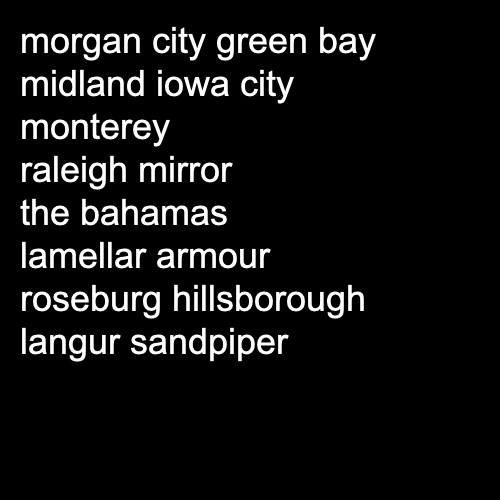 morgan city green bay
midland iowa city
monterey
raleigh mirror
the bahamas
lamellar armour
roseburg hillsborough
langur sandpiper